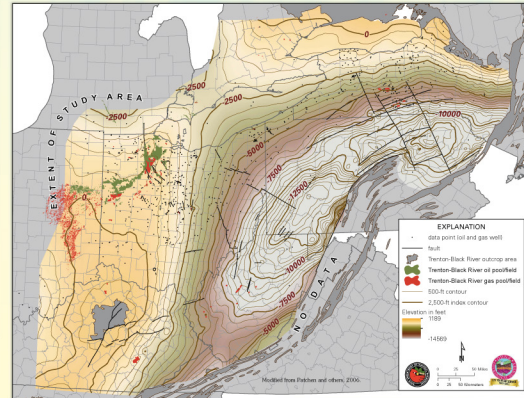 0
2500
2500
2500
10000
5000
7500
12500
0
10000
7500
5000
EXTENT OF STUDY AREA
NO DATA
EXPLANATION
data point (oil and gas well)
fault
Trenton-Black River outcrop area
Trenton-Black River oil pool/field
Trenton-Black River gas pool/field
500-ft contour
2,500-ft index contour
Elevation in feet
1189
-14569
0 25 50 Miles
0 25 50 Kilometers
Modified from Patchen and others, 2006.